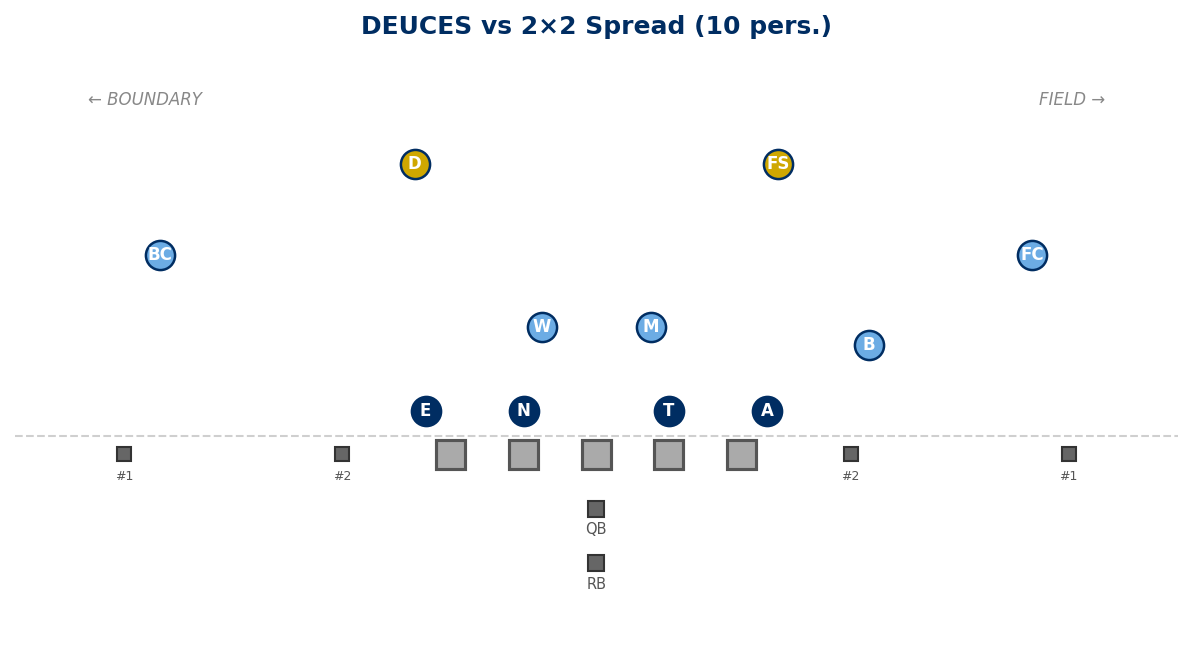 DEUCES vs 2×2 Spread (10 pers.)
← BOUNDARY
FIELD →
D
FS
BC
FC
W
M
B
E
N
T
A
#1
#2
#2
#1
QB
RB